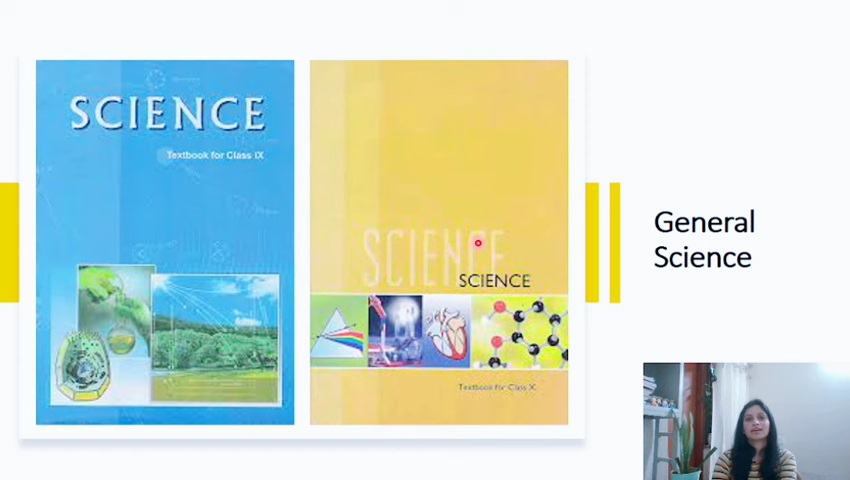 SCIENCE
Textbook for Class IX
SCIENCE
SCIENCE
Textbook for Class X
General
Science